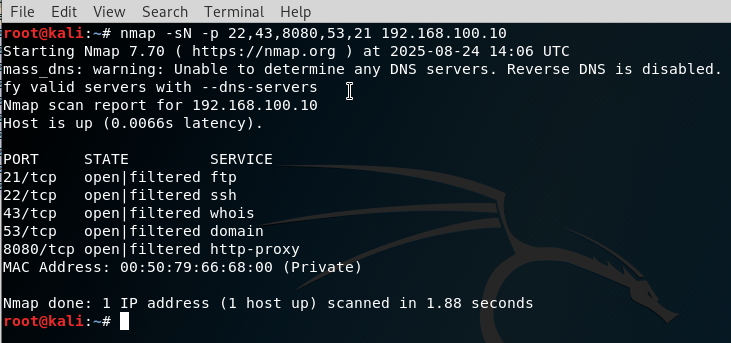 File Edit View Search Terminal Help
root@kali:~# nmap -sN -p 22,43,8080,53,21 192.168.100.10
Starting Nmap 7.70 ( https://nmap.org ) at 2025-08-24 14:06 UTC
mass_dns: warning: Unable to determine any DNS servers. Reverse DNS is disabled.
fy valid servers with --dns-servers
Nmap scan report for 192.168.100.10
Host is up (0.0066s latency).
PORT     STATE         SERVICE
21/tcp   open|filtered ftp
22/tcp   open|filtered ssh
43/tcp   open|filtered whois
53/tcp   open|filtered domain
8080/tcp open|filtered http-proxy
MAC Address: 00:50:79:66:68:00 (Private)
Nmap done: 1 IP address (1 host up) scanned in 1.88 seconds
root@kali:~#